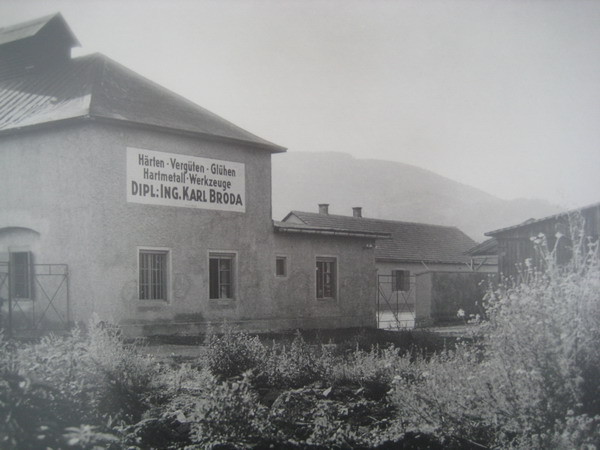 Härten · Vergüten · Glühen
Hartmetall-Werkzeuge
DIPL:ING. KARL BRODA